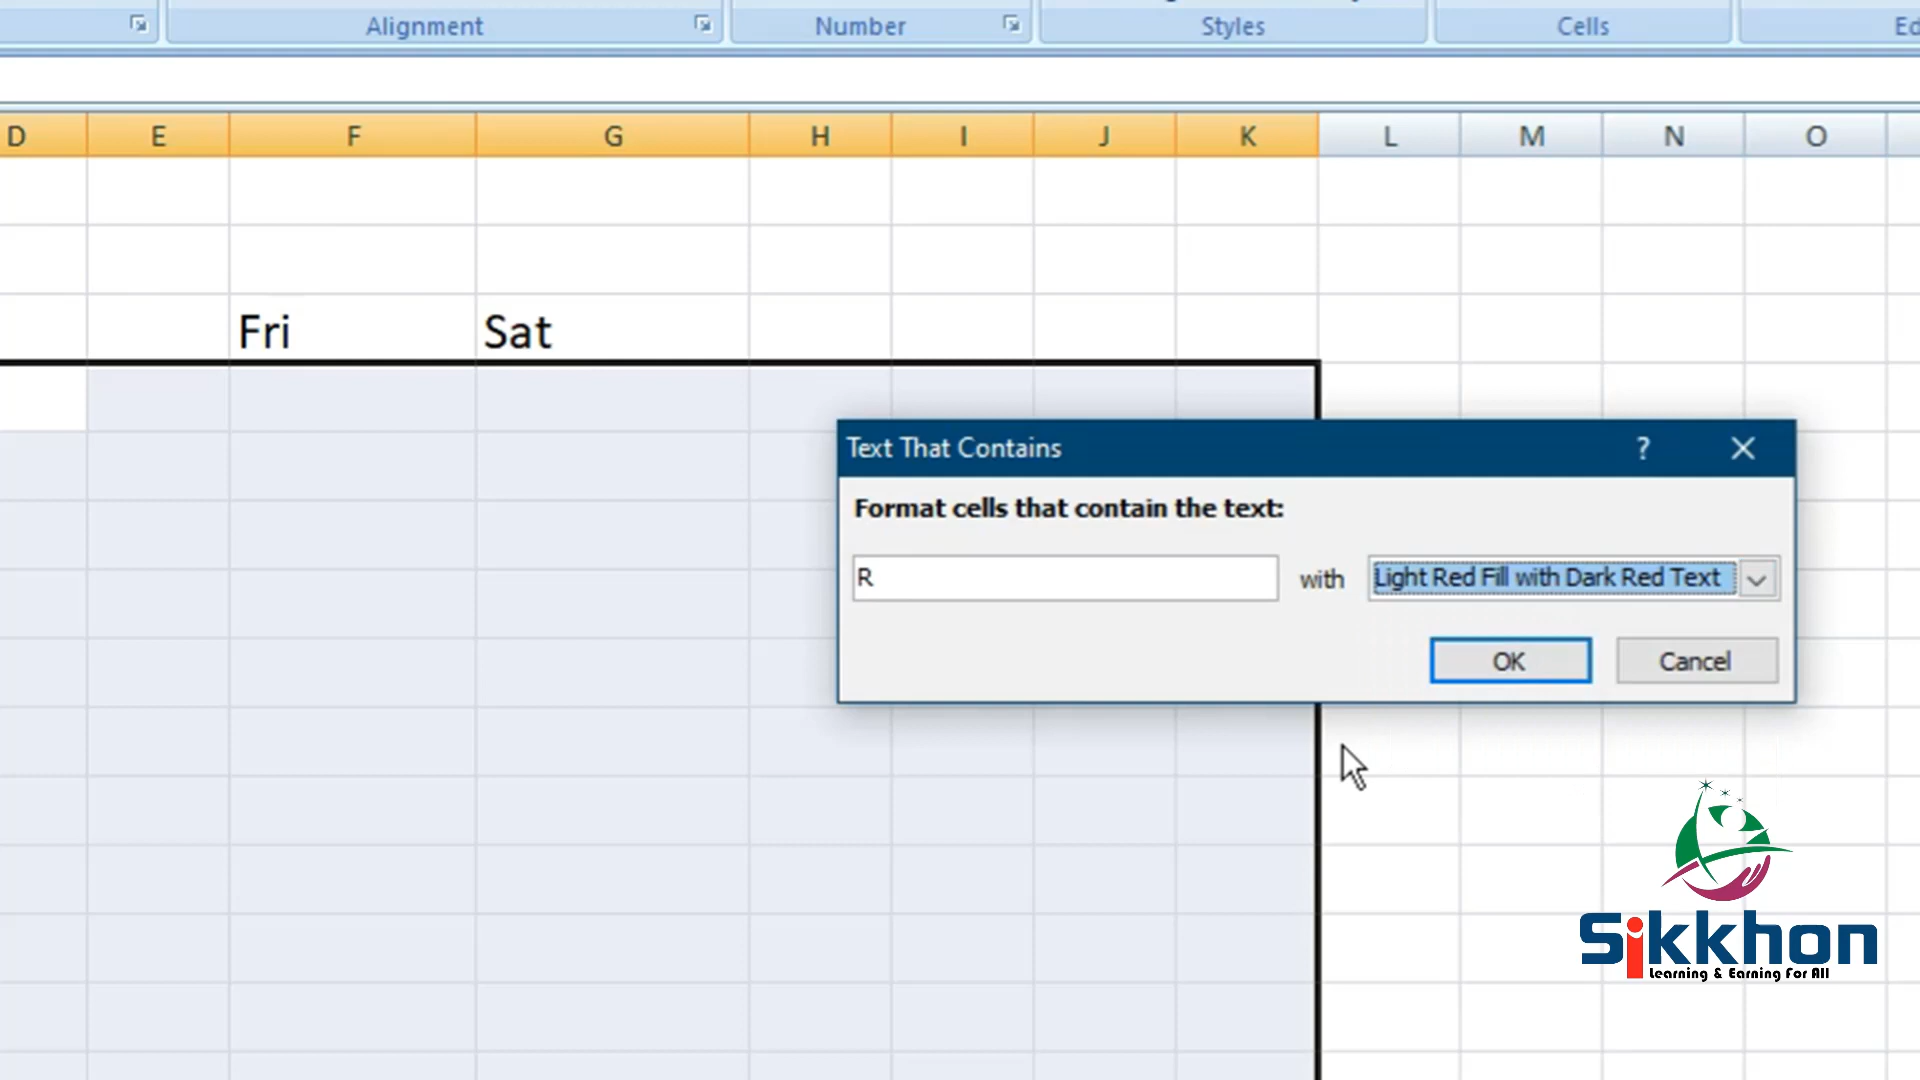 Alignment Number Styles Cells
D E F G H I J K L M N O
Fri Sat
Text That Contains
Format cells that contain the text:
R with Light Red Fill with Dark Red Text
OK Cancel
Sikkhon
Learning & Earning For All